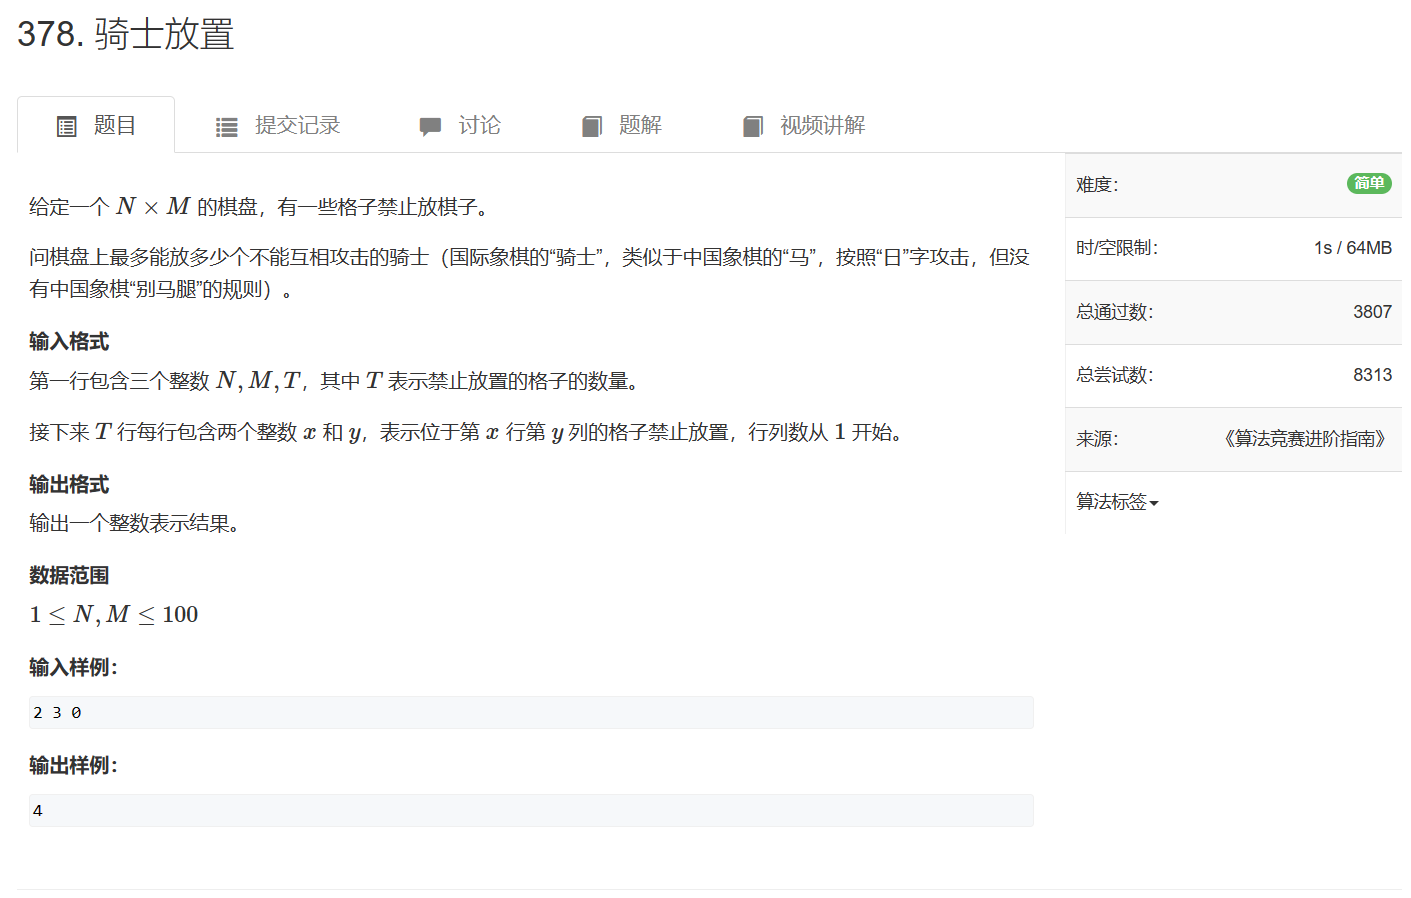 378. 骑士放置
题目
提交记录
讨论
题解
视频讲解
给定一个 N × M 的棋盘，有一些格子禁止放棋子。
问棋盘上最多能放多少个不能互相攻击的骑士（国际象棋的“骑士”，类似于中国象棋的“马”，按照“日”字攻击，但没
有中国象棋“别马腿”的规则）。
输入格式
第一行包含三个整数 N, M, T，其中 T 表示禁止放置的格子的数量。
接下来 T 行每行包含两个整数 x 和 y，表示位于第 x 行第 y 列的格子禁止放置，行列数从 1 开始。
输出格式
输出一个整数表示结果。
数据范围
1 ≤ N, M ≤ 100
输入样例：
2 3 0
输出样例：
4
难度：
简单
时/空限制：
1s / 64MB
总通过数：
3807
总尝试数：
8313
来源：
《算法竞赛进阶指南》
算法标签